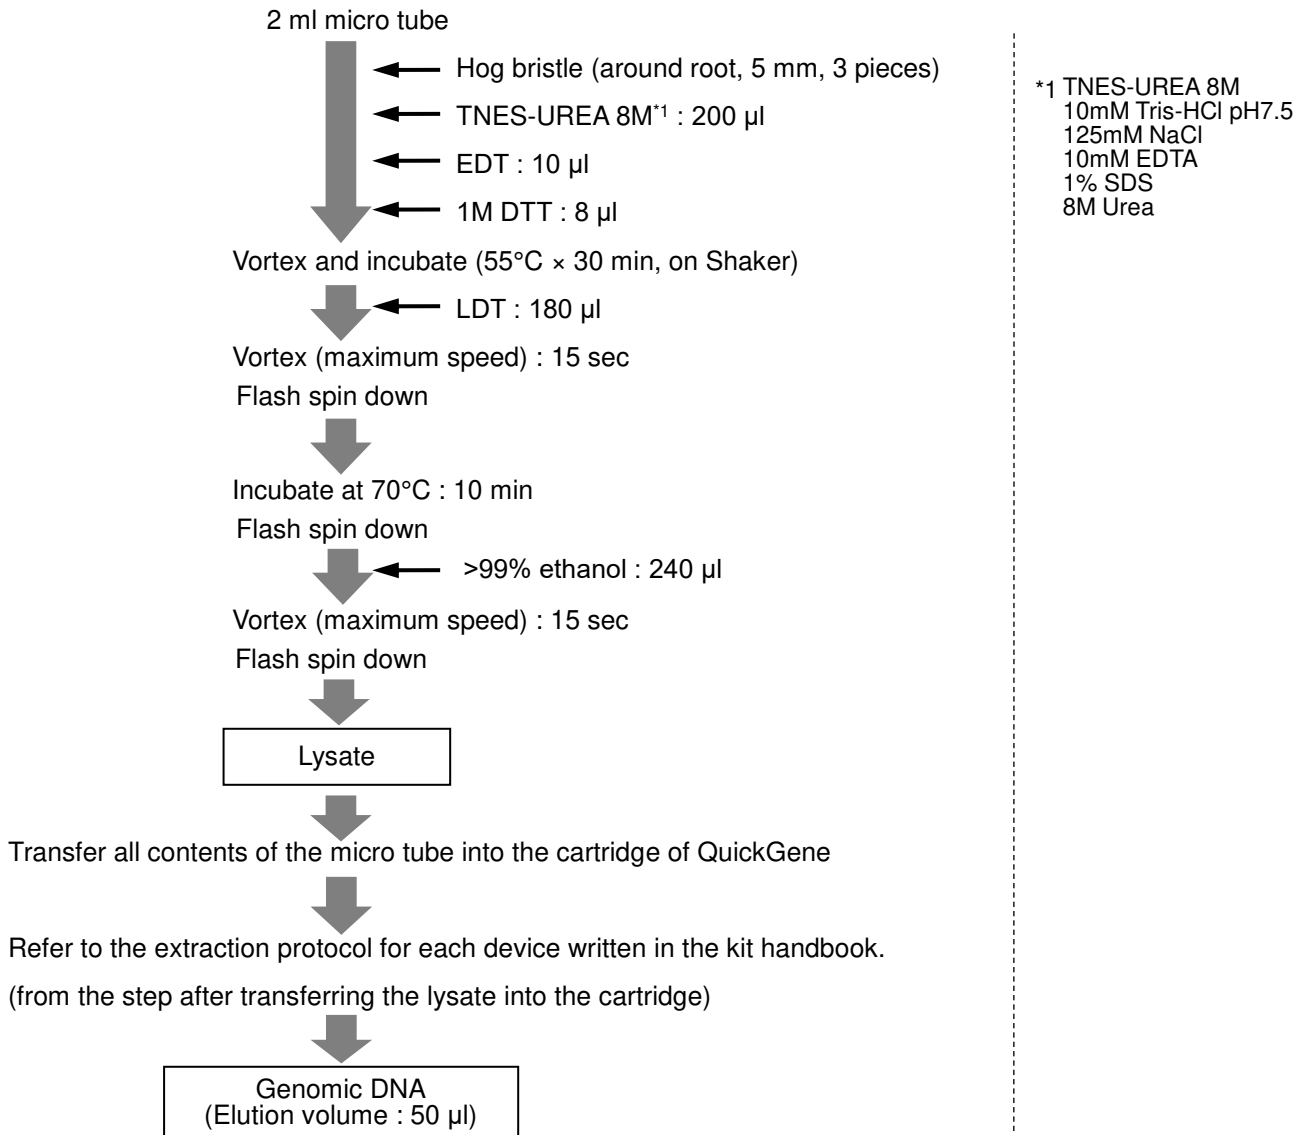 2 ml micro tube
Hog bristle (around root, 5 mm, 3 pieces)
TNES-UREA 8M*1 : 200 µl
EDT : 10 µl
1M DTT : 8 µl
Vortex and incubate (55°C × 30 min, on Shaker)
LDT : 180 µl
Vortex (maximum speed) : 15 sec
Flash spin down
Incubate at 70°C : 10 min
Flash spin down
>99% ethanol : 240 µl
Vortex (maximum speed) : 15 sec
Flash spin down
Lysate
Transfer all contents of the micro tube into the cartridge of QuickGene
Refer to the extraction protocol for each device written in the kit handbook.
(from the step after transferring the lysate into the cartridge)
Genomic DNA
(Elution volume : 50 µl)
*1 TNES-UREA 8M
10mM Tris-HCl pH7.5
125mM NaCl
10mM EDTA
1% SDS
8M Urea